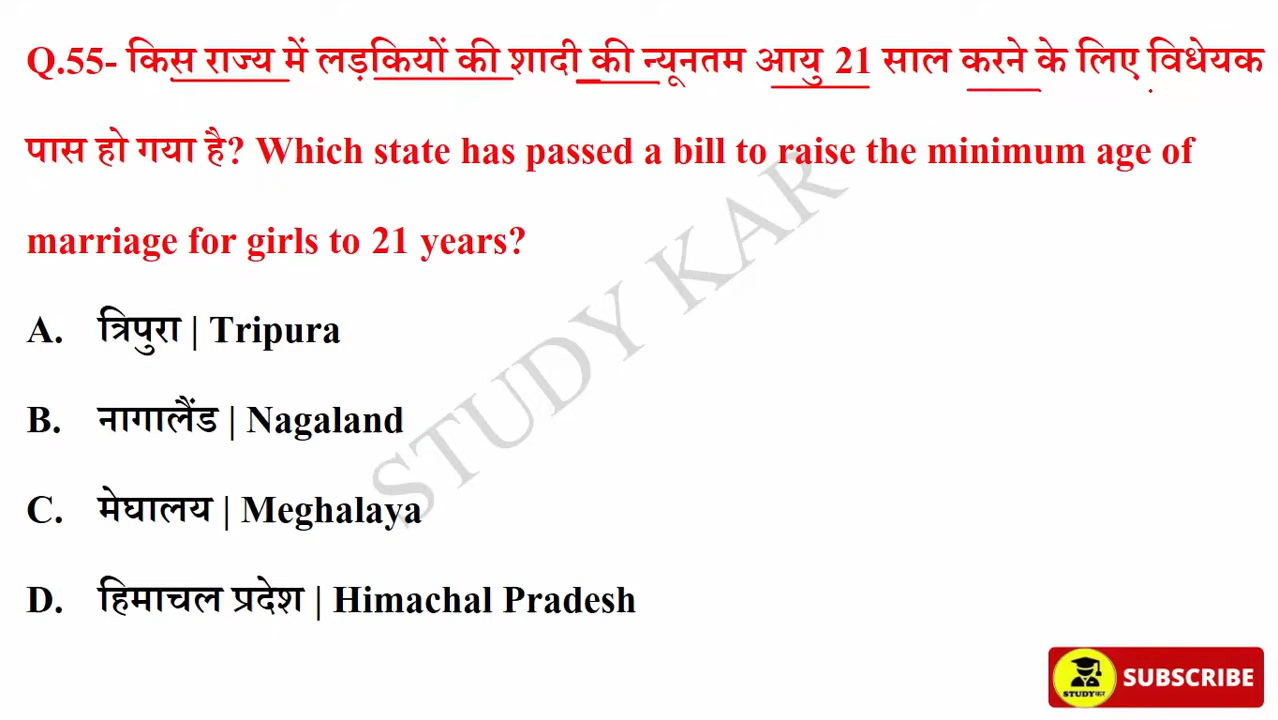 Q.55- किस राज्य में लड़कियों की शादी की न्यूनतम आयु 21 साल करने के लिए विधेयक
पास हो गया है? Which state has passed a bill to raise the minimum age of
marriage for girls to 21 years?
A. त्रिपुरा | Tripura
B. नागालैंड | Nagaland
C. मेघालय | Meghalaya
D. हिमाचल प्रदेश | Himachal Pradesh
STUDY KAR
STUDYकर
SUBSCRIBE